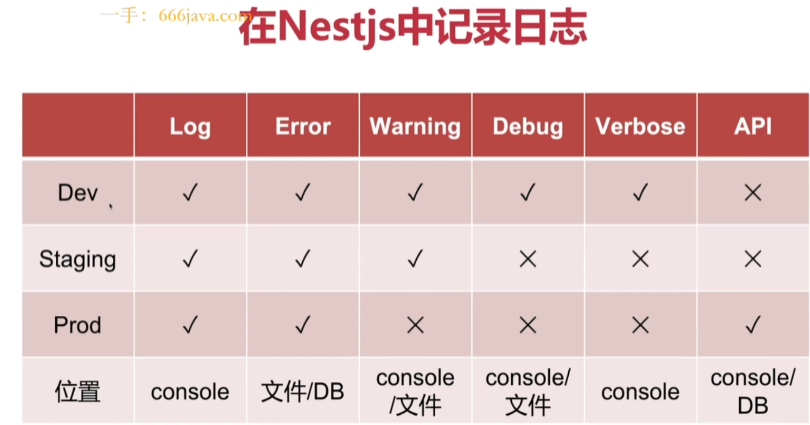 一手：666java.com
在Nestjs中记录日志
Log Error Warning Debug Verbose API
Dev ✓ ✓ ✓ ✓ ✓ ×
Staging ✓ ✓ ✓ × × ×
Prod ✓ ✓ × × × ✓
位置 console 文件/DB console/文件 console/文件 console console/DB